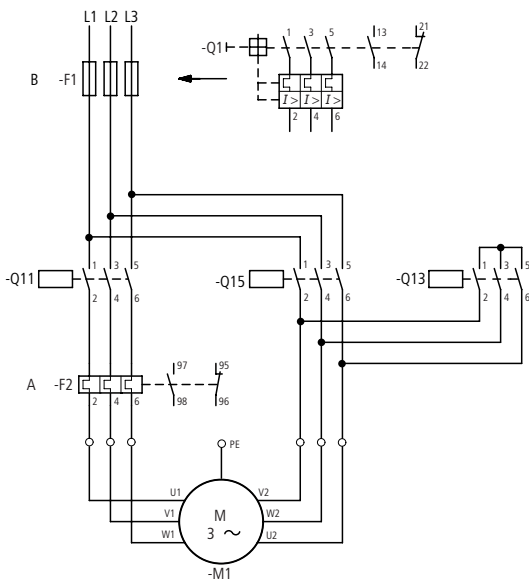 L1 L2 L3
-Q1 1 3 5 13 21
14 22
B -F1
I> I> I>
2 4 6
1 3 5 1 3 5 1 3 5
-Q11 -Q15 -Q13
2 4 6 2 4 6 2 4 6
97 95
A -F2
2 4 6 98 96
PE
U1 V2
V1 M W2
3
W1 U2
-M1